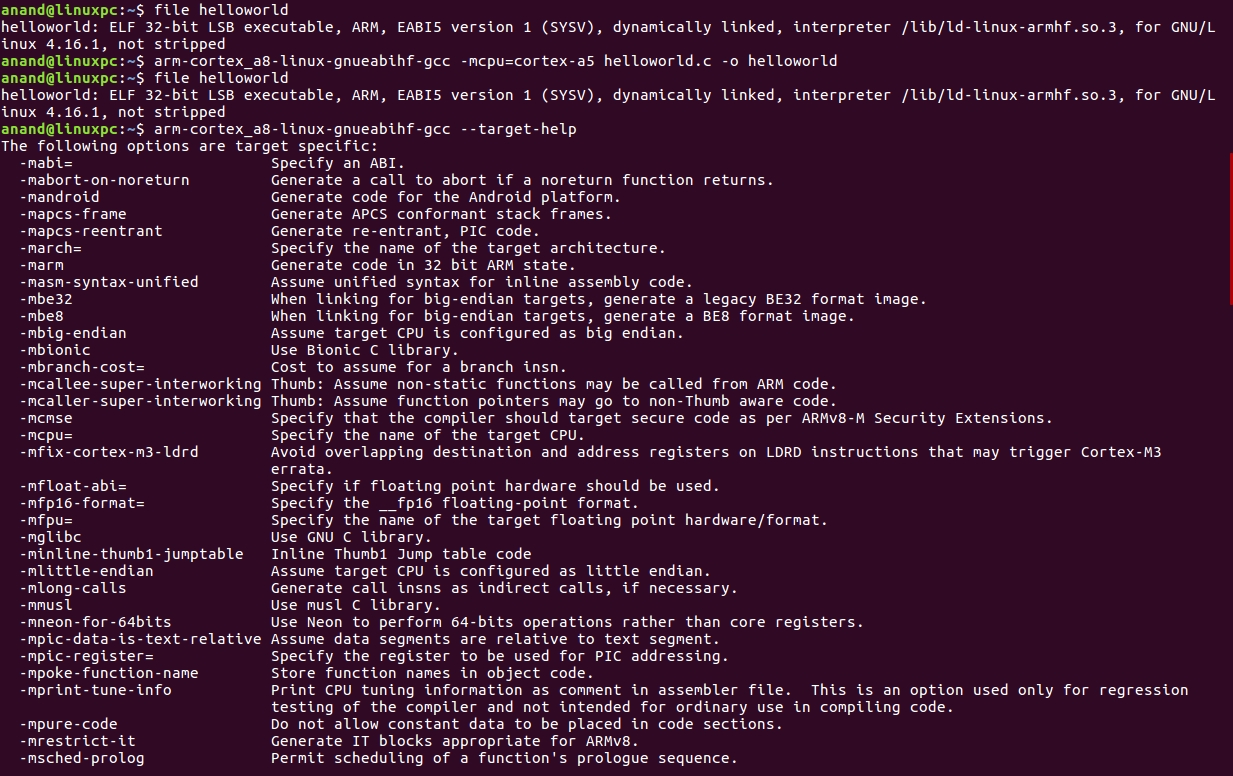 anand@linuxpc:~$ file helloworld
helloworld: ELF 32-bit LSB executable, ARM, EABI5 version 1 (SYSV), dynamically linked, interpreter /lib/ld-linux-armhf.so.3, for GNU/L
inux 4.16.1, not stripped
anand@linuxpc:~$ arm-cortex_a8-linux-gnueabihf-gcc -mcpu=cortex-a5 helloworld.c -o helloworld
anand@linuxpc:~$ file helloworld
helloworld: ELF 32-bit LSB executable, ARM, EABI5 version 1 (SYSV), dynamically linked, interpreter /lib/ld-linux-armhf.so.3, for GNU/L
inux 4.16.1, not stripped
anand@linuxpc:~$ arm-cortex_a8-linux-gnueabihf-gcc --target-help
The following options are target specific:
  -mabi=                      Specify an ABI.
  -mabort-on-noreturn         Generate a call to abort if a noreturn function returns.
  -mandroid                   Generate code for the Android platform.
  -mapcs-frame                Generate APCS conformant stack frames.
  -mapcs-reentrant            Generate re-entrant, PIC code.
  -march=                     Specify the name of the target architecture.
  -marm                       Generate code in 32 bit ARM state.
  -masm-syntax-unified        Assume unified syntax for inline assembly code.
  -mbe32                      When linking for big-endian targets, generate a legacy BE32 format image.
  -mbe8                       When linking for big-endian targets, generate a BE8 format image.
  -mbig-endian                Assume target CPU is configured as big endian.
  -mbionic                    Use Bionic C library.
  -mbranch-cost=              Cost to assume for a branch insn.
  -mcallee-super-interworking Thumb: Assume non-static functions may be called from ARM code.
  -mcaller-super-interworking Thumb: Assume function pointers may go to non-Thumb aware code.
  -mcmse                      Specify that the compiler should target secure code as per ARMv8-M Security Extensions.
  -mcpu=                      Specify the name of the target CPU.
  -mfix-cortex-m3-ldrd        Avoid overlapping destination and address registers on LDRD instructions that may trigger Cortex-M3
                              errata.
  -mfloat-abi=                Specify if floating point hardware should be used.
  -mfp16-format=              Specify the __fp16 floating-point format.
  -mfpu=                      Specify the name of the target floating point hardware/format.
  -mglibc                     Use GNU C library.
  -minline-thumb1-jumptable   Inline Thumb1 Jump table code
  -mlittle-endian             Assume target CPU is configured as little endian.
  -mlong-calls                Generate call insns as indirect calls, if necessary.
  -mmusl                      Use musl C library.
  -mneon-for-64bits           Use Neon to perform 64-bits operations rather than core registers.
  -mpic-data-is-text-relative Assume data segments are relative to text segment.
  -mpic-register=             Specify the register to be used for PIC addressing.
  -mpoke-function-name        Store function names in object code.
  -mprint-tune-info           Print CPU tuning information as comment in assembler file.  This is an option used only for regression
                              testing of the compiler and not intended for ordinary use in compiling code.
  -mpure-code                 Do not allow constant data to be placed in code sections.
  -mrestrict-it               Generate IT blocks appropriate for ARMv8.
  -msched-prolog              Permit scheduling of a function's prologue sequence.